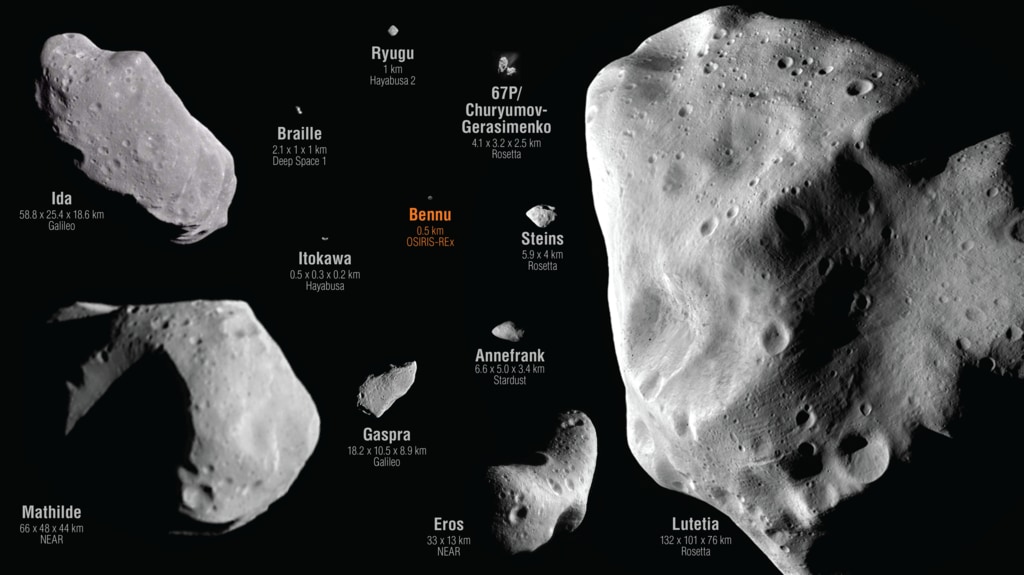 Ryugu
1 km
Hayabusa 2
67P/
Churyumov-
Gerasimenko
4.1 x 3.2 x 2.5 km
Rosetta
Braille
2.1 x 1 x 1 km
Deep Space 1
Ida
58.8 x 25.4 x 18.6 km
Galileo
Bennu
0.5 km
OSIRIS-REx
Steins
5.9 x 4 km
Rosetta
Itokawa
0.5 x 0.3 x 0.2 km
Hayabusa
Annefrank
6.6 x 5.0 x 3.4 km
Stardust
Gaspra
18.2 x 10.5 x 8.9 km
Galileo
Mathilde
66 x 48 x 44 km
NEAR
Eros
33 x 13 km
NEAR
Lutetia
132 x 101 x 76 km
Rosetta